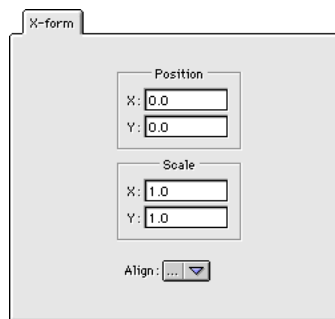 X-form
Position
X: 0.0
Y: 0.0
Scale
X: 1.0
Y: 1.0
Align: ...